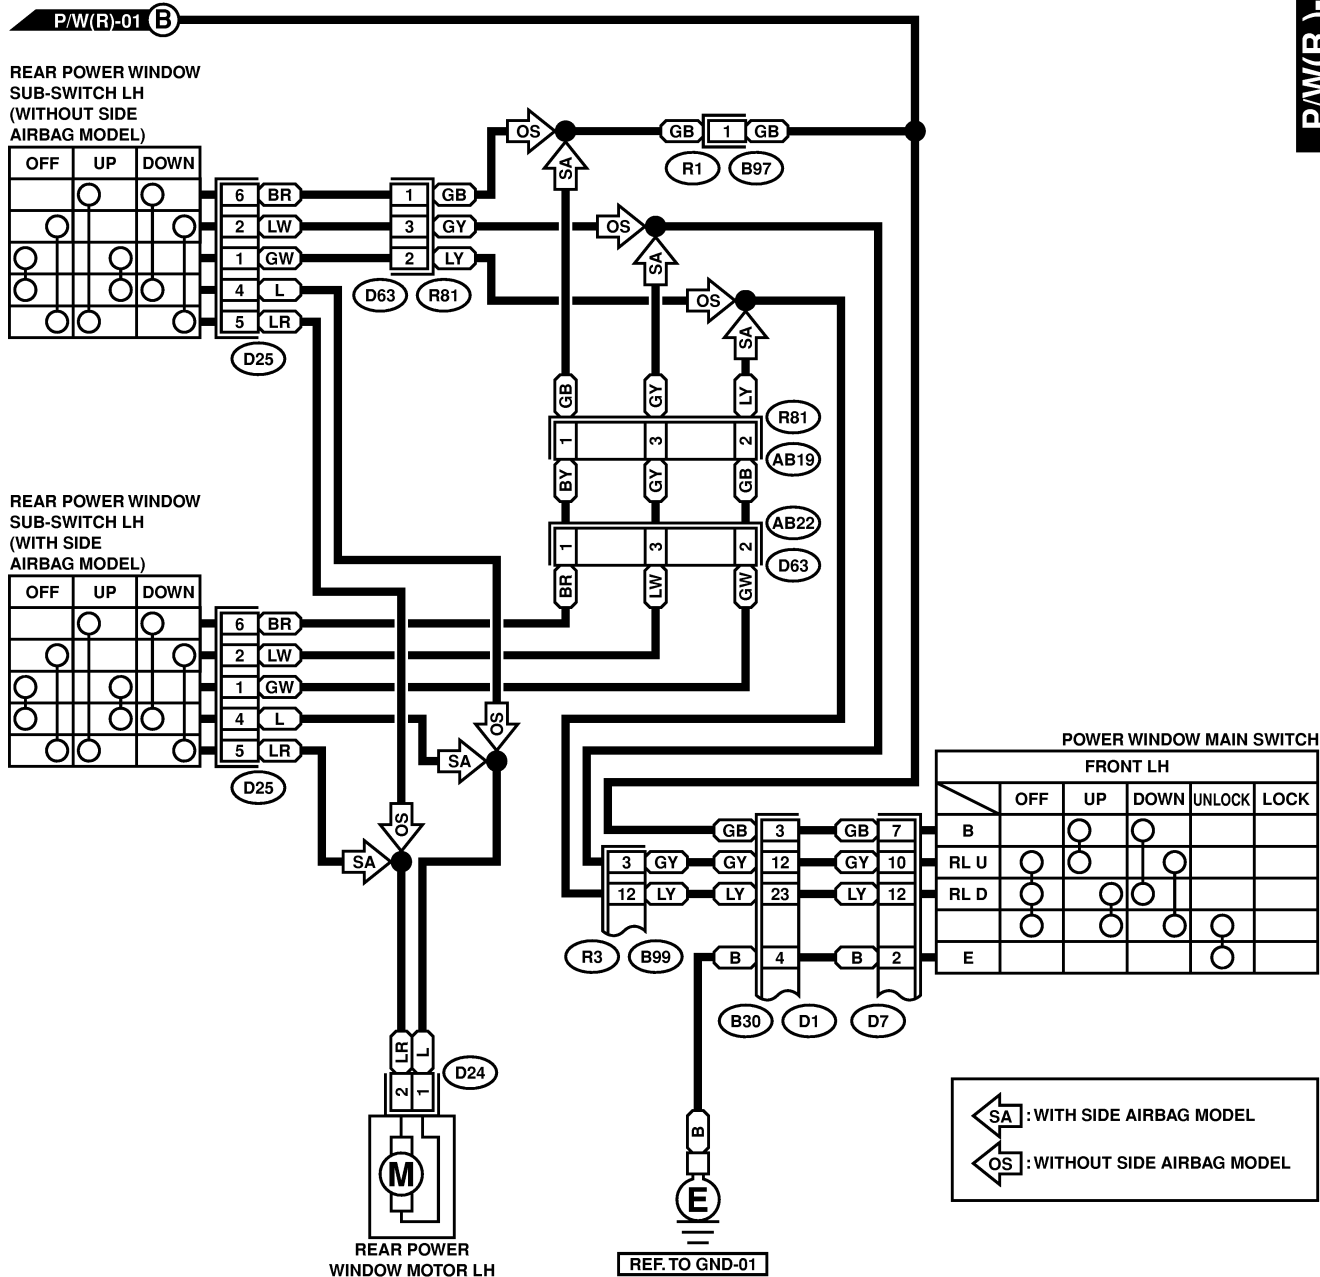 P/W(R)-01 B
P/W(R)-
REAR POWER WINDOW
SUB-SWITCH LH
(WITHOUT SIDE
AIRBAG MODEL)
OFF UP DOWN
6 BR 1 GB
2 LW 3 GY
1 GW 2 LY
4 L
5 LR
D63 R81
D25
OS SA
GB 1 GB
R1 B97
OS SA
OS SA
GB GY LY
R81
1 3 2
AB19
BY GY GB
AB22
1 3 2
D63
BR LW GW
REAR POWER WINDOW
SUB-SWITCH LH
(WITH SIDE
AIRBAG MODEL)
OFF UP DOWN
6 BR
2 LW
1 GW
4 L
5 LR
D25
OS
SA
OS
SA
POWER WINDOW MAIN SWITCH
FRONT LH
OFF UP DOWN UNLOCK LOCK
GB 3 GB 7 B
3 GY GY 12 GY 10 RL U
12 LY LY 23 LY 12 RL D
B 4 B 2 E
R3 B99
B30 D1 D7
LR L
D24
2 1
M
REAR POWER
WINDOW MOTOR LH
B
E
REF. TO GND-01
SA : WITH SIDE AIRBAG MODEL
OS : WITHOUT SIDE AIRBAG MODEL